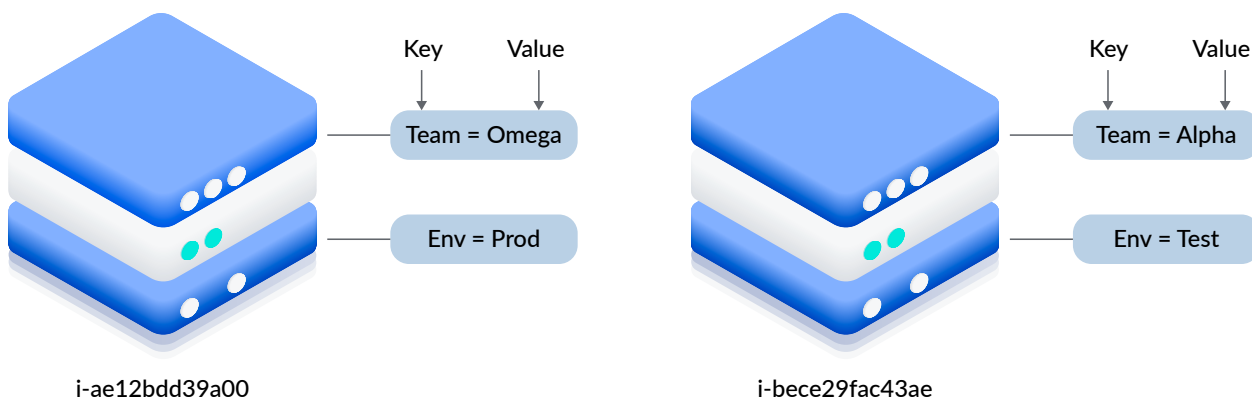 Key Value
Team = Omega
Env = Prod
i-ae12bdd39a00
Key Value
Team = Alpha
Env = Test
i-bece29fac43ae